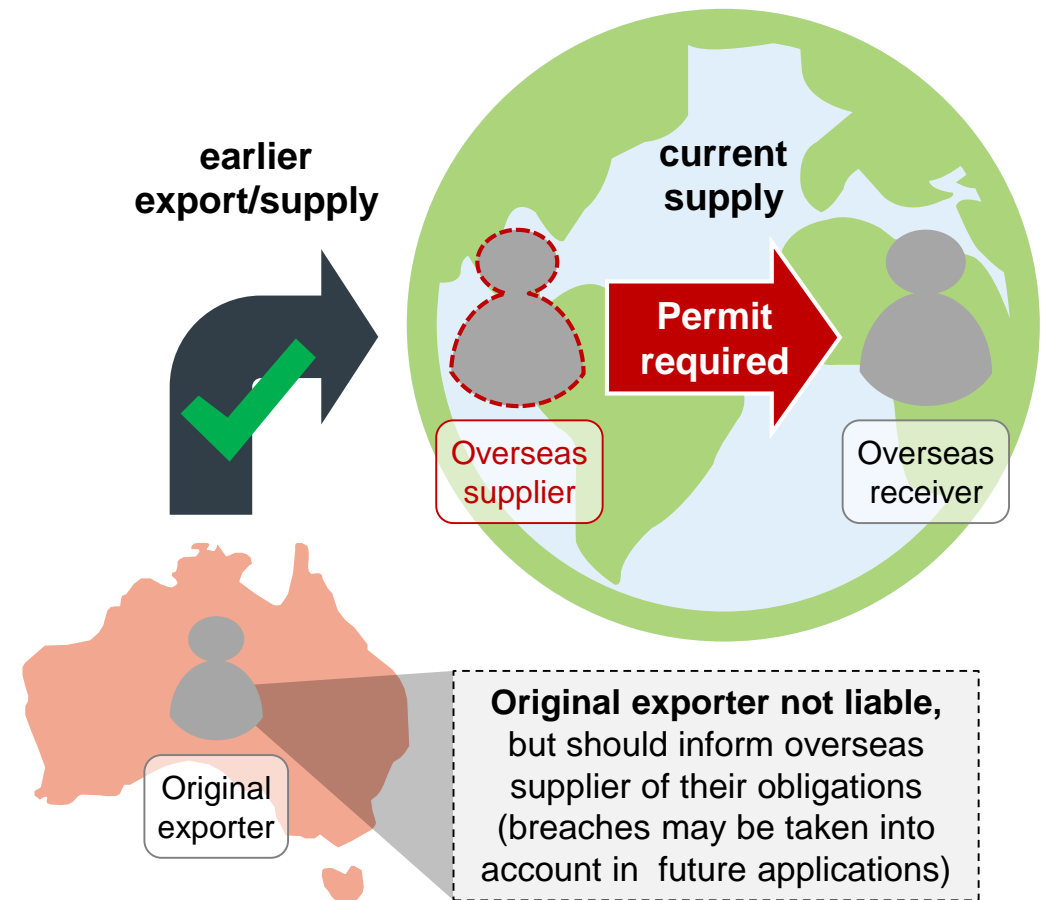 earlier
export/supply
current
supply
Permit
required
Overseas
supplier
Overseas
receiver
Original
exporter
Original exporter not liable,
but should inform overseas
supplier of their obligations
(breaches may be taken into
account in  future applications)